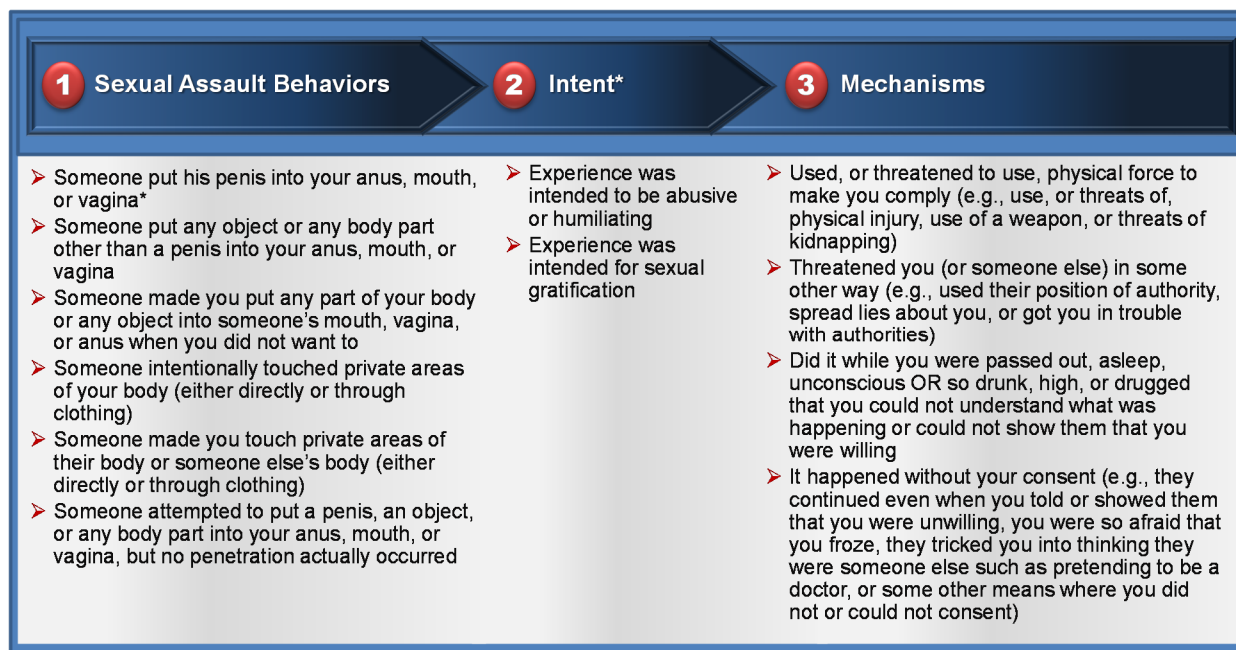 1 Sexual Assault Behaviors
2 Intent*
3 Mechanisms
➢ Someone put his penis into your anus, mouth,
or vagina*
➢ Someone put any object or any body part
other than a penis into your anus, mouth, or
vagina
➢ Someone made you put any part of your body
or any object into someone's mouth, vagina,
or anus when you did not want to
➢ Someone intentionally touched private areas
of your body (either directly or through
clothing)
➢ Someone made you touch private areas of
their body or someone else's body (either
directly or through clothing)
➢ Someone attempted to put a penis, an object,
or any body part into your anus, mouth, or
vagina, but no penetration actually occurred
➢ Experience was
intended to be abusive
or humiliating
➢ Experience was
intended for sexual
gratification
➢ Used, or threatened to use, physical force to
make you comply (e.g., use, or threats of,
physical injury, use of a weapon, or threats of
kidnapping)
➢ Threatened you (or someone else) in some
other way (e.g., used their position of authority,
spread lies about you, or got you in trouble
with authorities)
➢ Did it while you were passed out, asleep,
unconscious OR so drunk, high, or drugged
that you could not understand what was
happening or could not show them that you
were willing
➢ It happened without your consent (e.g., they
continued even when you told or showed them
that you were unwilling, you were so afraid that
you froze, they tricked you into thinking they
were someone else such as pretending to be a
doctor, or some other means where you did
not or could not consent)